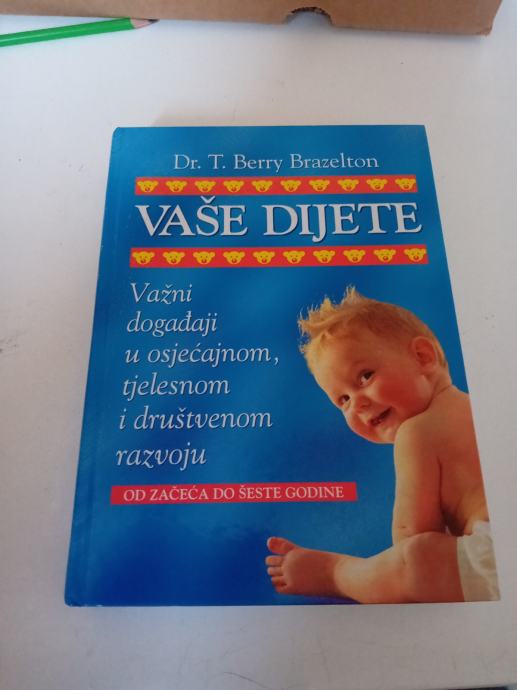 Dr. T. Berry Brazelton
VAŠE DIJETE
Važni
događaji
u osjećajnom,
tjelesnom
i društvenom
razvoju
OD ZAČEĆA DO ŠESTE GODINE